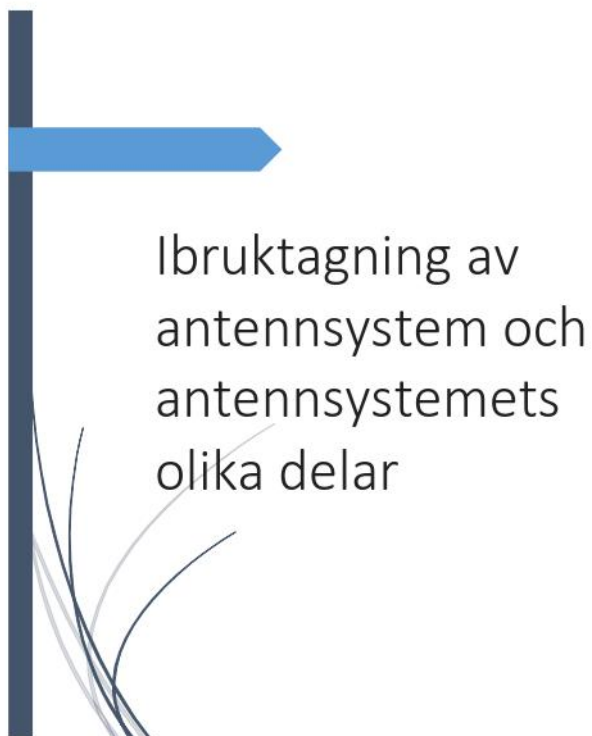 Ibruktagning av
antennsystem och
antennsystemets
olika delar